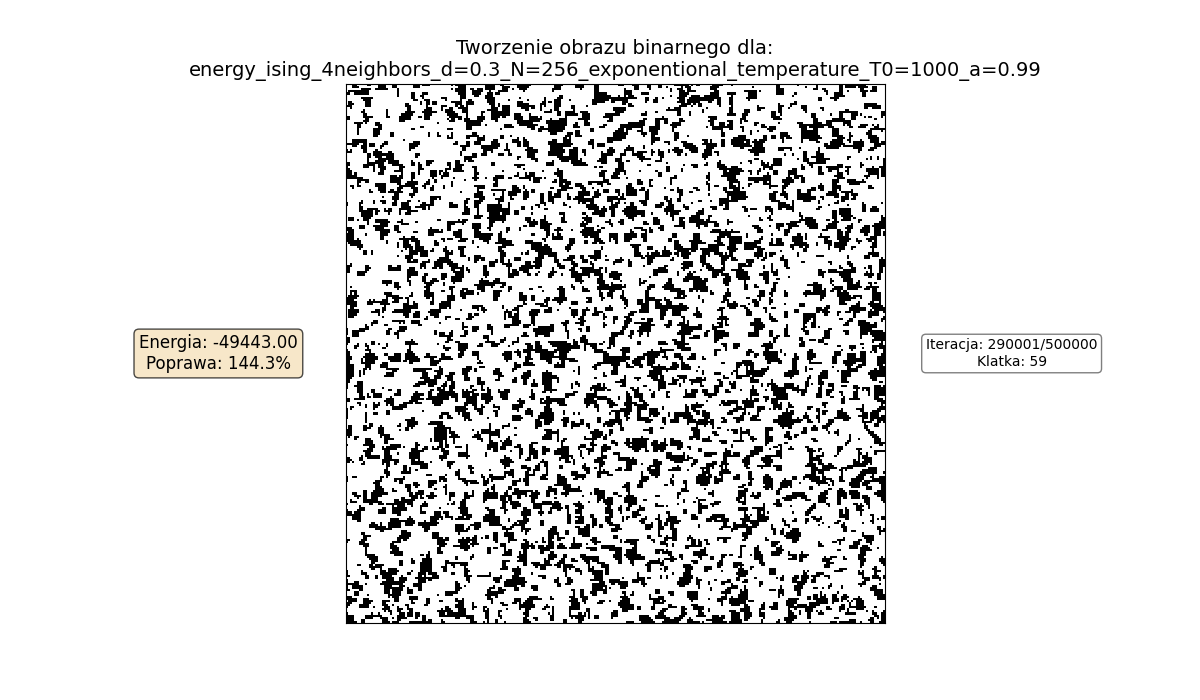 Tworzenie obrazu binarnego dla:
energy_ising_4neighbors_d=0.3_N=256_exponentional_temperature_T0=1000_a=0.99
Energia: -49443.00
Poprawa: 144.3%
Iteracja: 290001/500000
Klatka: 59